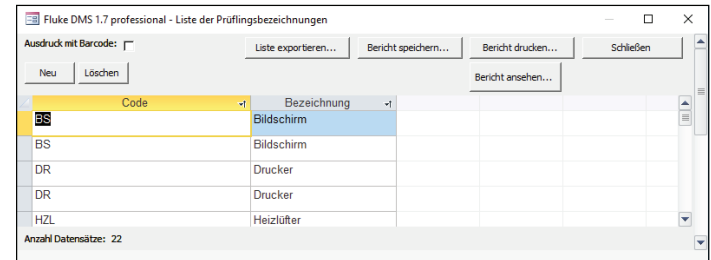 Fluke DMS 1.7 professional - Liste der Prüflingsbezeichnungen
Ausdruck mit Barcode:
Liste exportieren... Bericht speichern... Bericht drucken... Schließen
Neu Löschen Bericht ansehen...
Code Bezeichnung
BS Bildschirm
BS Bildschirm
DR Drucker
DR Drucker
HZL Heizlüfter
Anzahl Datensätze: 22